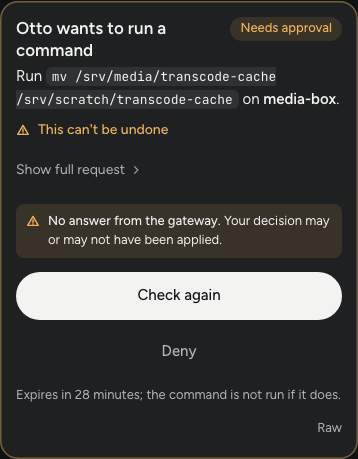 Otto wants to run a
command
Needs approval
Run mv /srv/media/transcode-cache
/srv/scratch/transcode-cache on media-box.
This can't be undone
Show full request
No answer from the gateway. Your decision may
or may not have been applied.
Check again
Deny
Expires in 28 minutes; the command is not run if it does.
Raw